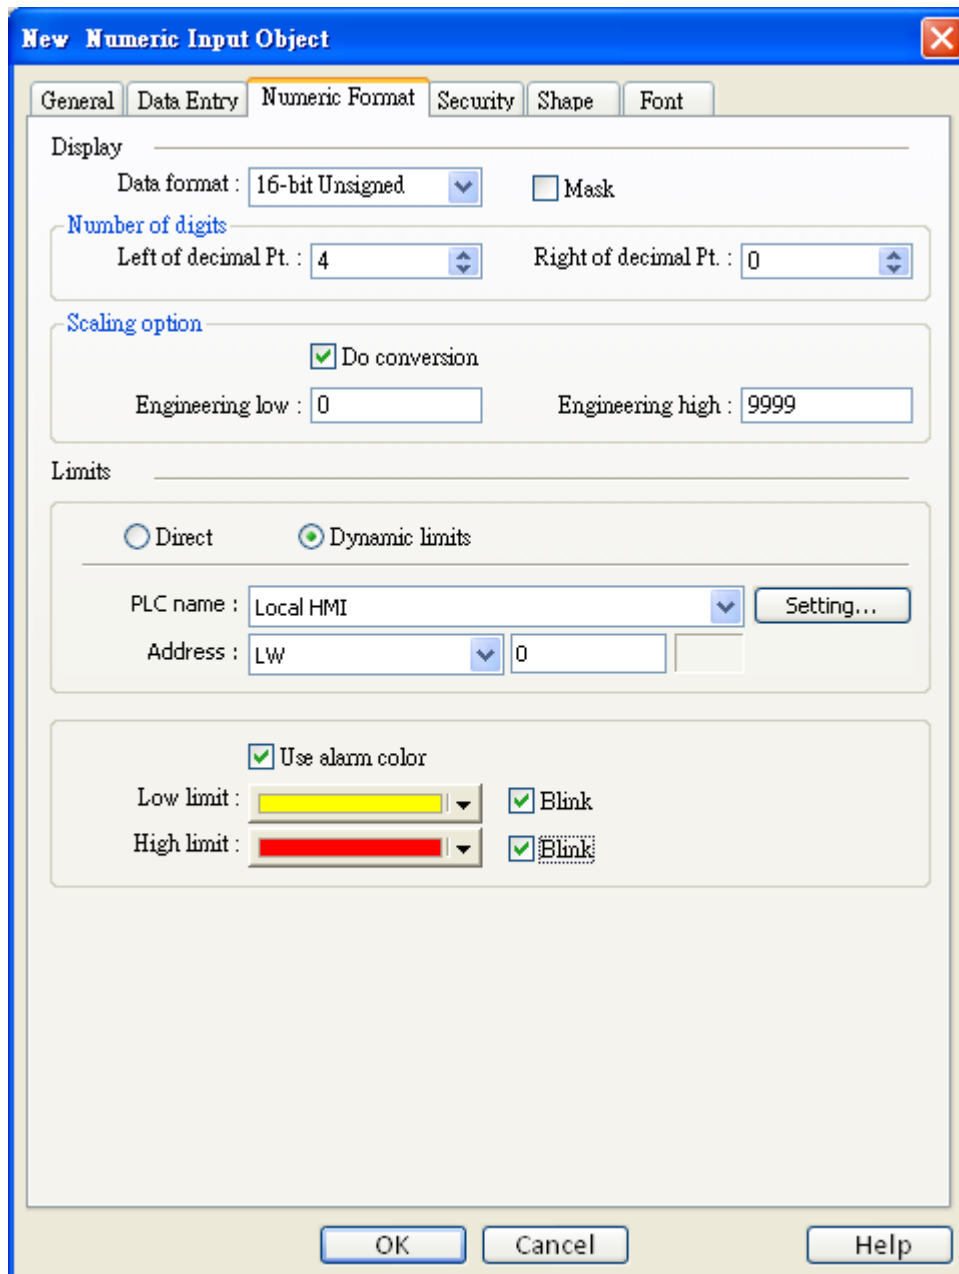 New Numeric Input Object
General Data Entry Numeric Format Security Shape Font
Display
Data format : 16-bit Unsigned Mask
Number of digits
Left of decimal Pt. : 4 Right of decimal Pt. : 0
Scaling option
Do conversion
Engineering low : 0 Engineering high : 9999
Limits
Direct Dynamic limits
PLC name : Local HMI Setting...
Address : LW 0
Use alarm color
Low limit : Blink
High limit : Blink
OK Cancel Help